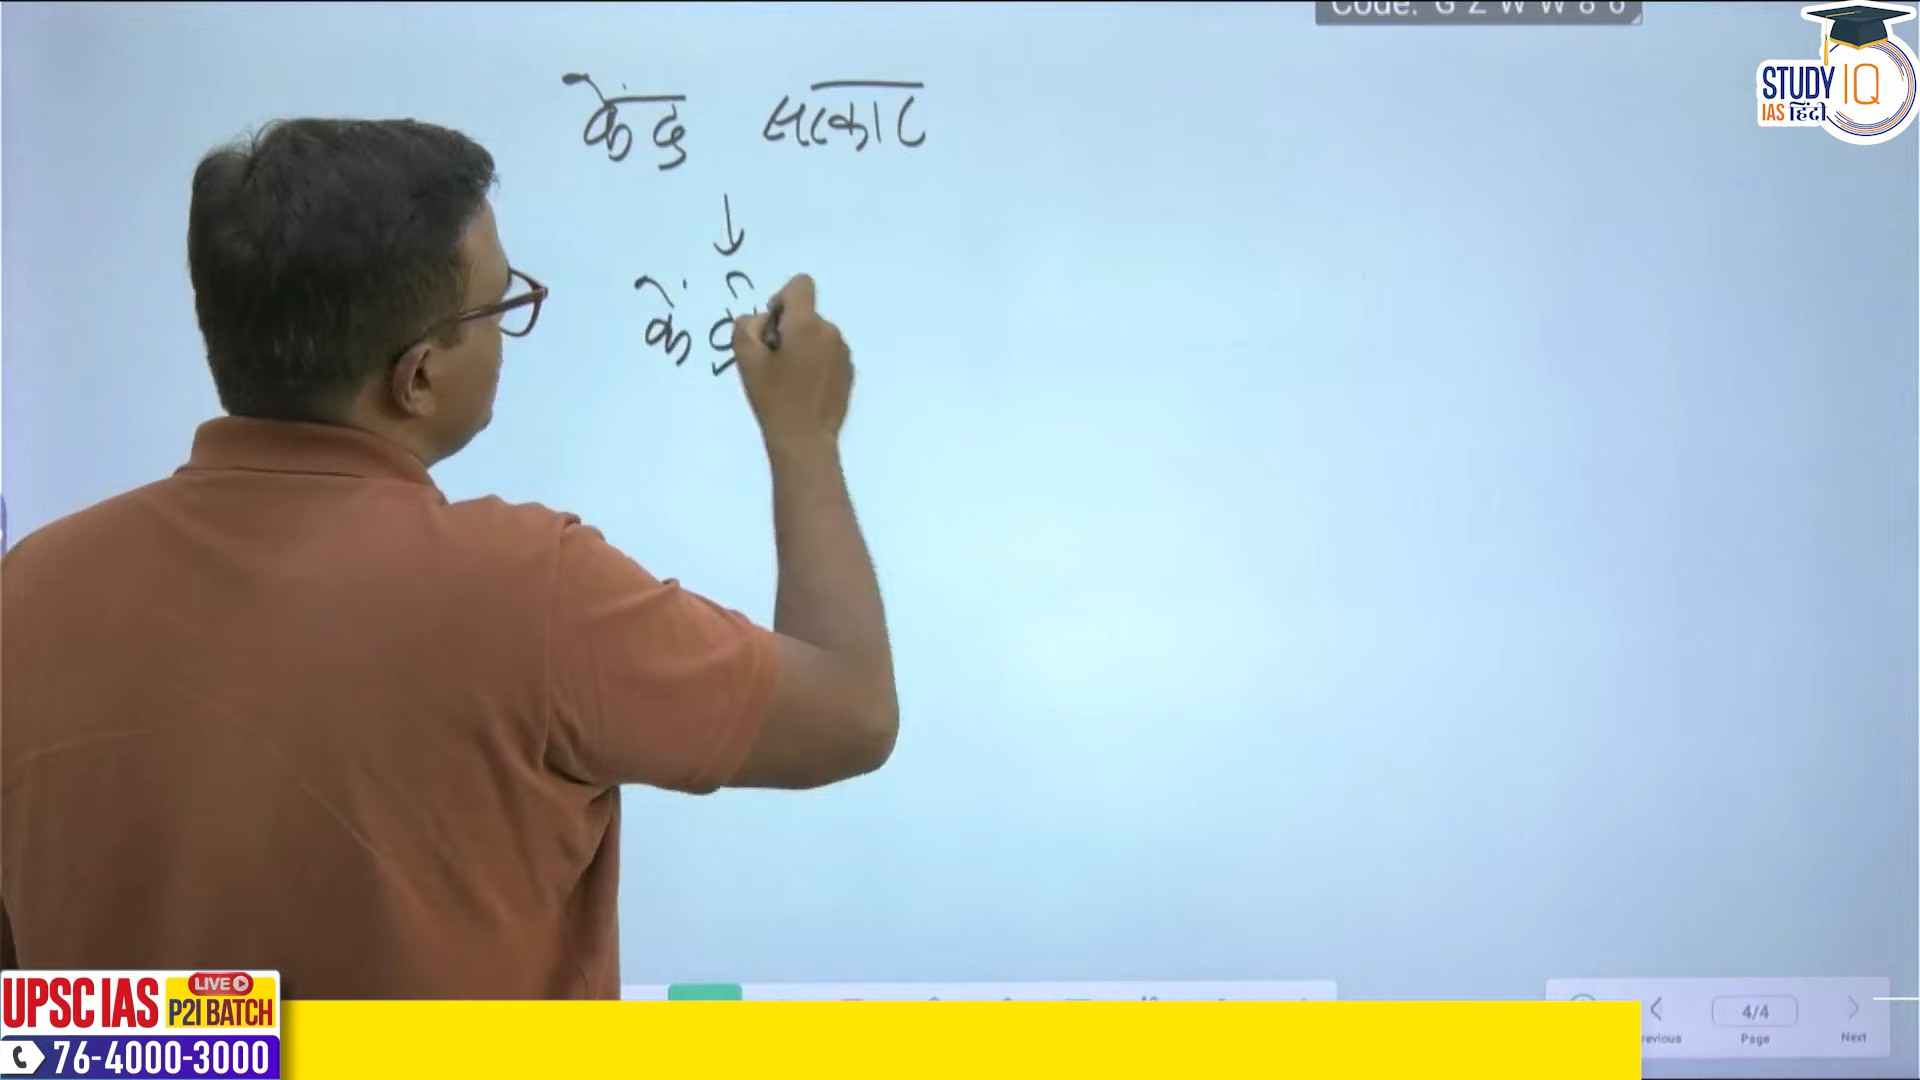 Code: G Z W W 8 6
STUDY IQ
IAS हिंदी
केंद्र सरकार
↓
UPSC IAS LIVE P2I BATCH
76-4000-3000
4/4
Page
Next